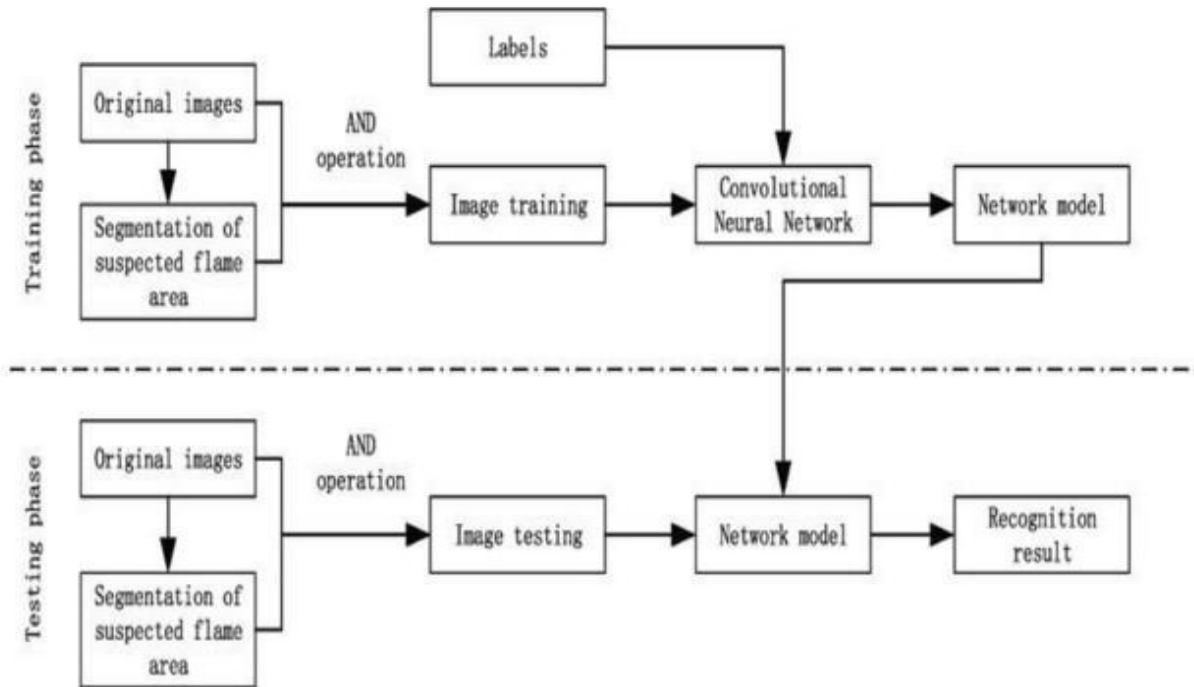 Training phase
Labels
Original images
AND
operation
Segmentation of
suspected flame
area
Image training
Convolutional
Neural Network
Network model
Testing phase
Original images
AND
operation
Segmentation of
suspected flame
area
Image testing
Network model
Recognition
result